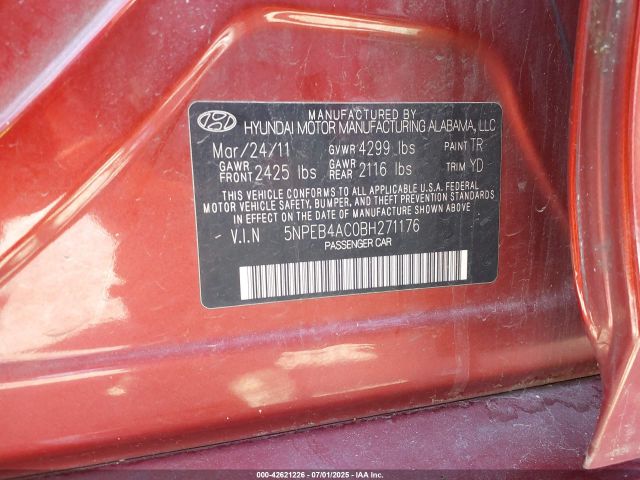 MANUFACTURED BY
HYUNDAI MOTOR MANUFACTURING ALABAMA, LLC
Mar/24/11 GVWR 4299 lbs PAINT TR
GAWR FRONT 2425 lbs GAWR REAR 2116 lbs TRIM YD
THIS VEHICLE CONFORMS TO ALL APPLICABLE U.S.A. FEDERAL
MOTOR VEHICLE SAFETY, BUMPER, AND THEFT PREVENTION STANDARDS
IN EFFECT ON THE DATE OF MANUFACTURE SHOWN ABOVE.
V.I.N 5NPEB4AC0BH271176
PASSENGER CAR
000-42621226 - 07/01/2025 - IAAI.COM